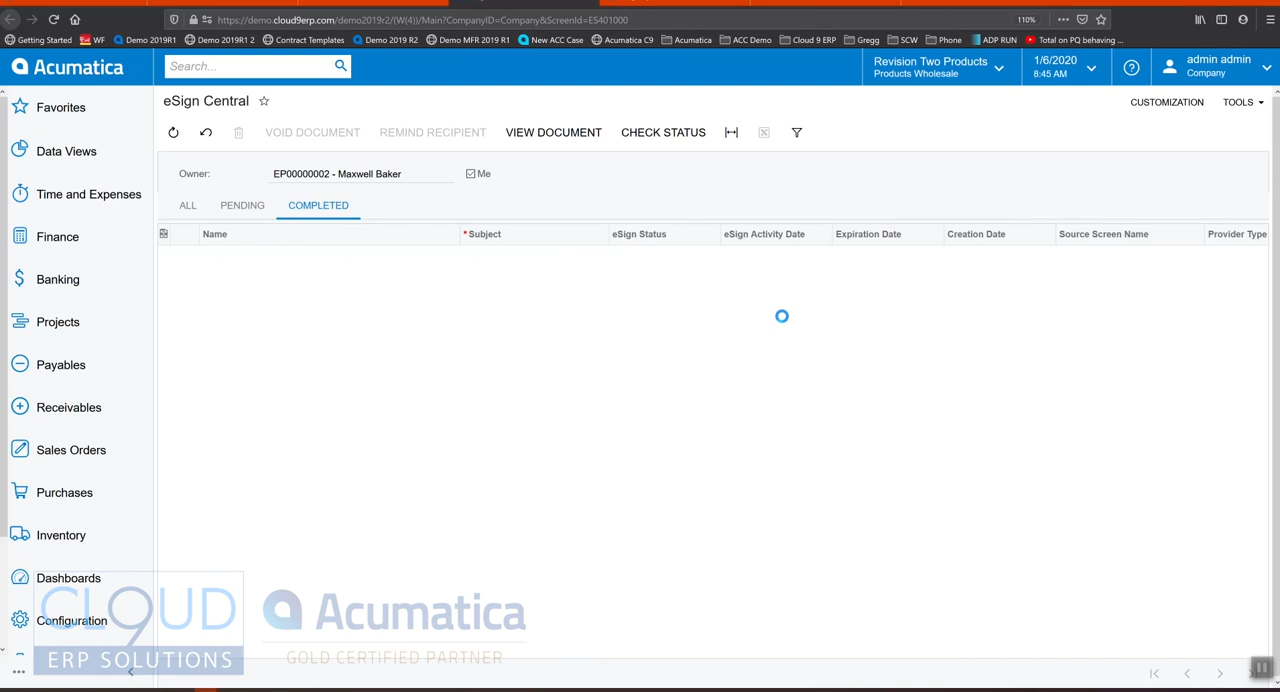 https://demo.cloud9erp.com/demo2019r2/(W(4))/Main?CompanyID=Company&ScreenId=ES401000
110%
Getting Started WF Demo 2019R1 Demo 2019R1 2 Contract Templates Demo 2019 R2 Demo MFR 2019 R1 New ACC Case Acumatica C9 Acumatica ACC Demo Cloud 9 ERP Gregg SCW Phone ADP RUN Total on PQ behaving ...
Acumatica
Search...
Revision Two Products
Products Wholesale
1/6/2020
8:45 AM
admin admin
Company
eSign Central
CUSTOMIZATION TOOLS
VOID DOCUMENT REMIND RECIPIENT VIEW DOCUMENT CHECK STATUS
Owner: EP00000002 - Maxwell Baker Me
ALL PENDING COMPLETED
Name *Subject eSign Status eSign Activity Date Expiration Date Creation Date Source Screen Name Provider Type
Favorites
Data Views
Time and Expenses
Finance
Banking
Projects
Payables
Receivables
Sales Orders
Purchases
Inventory
Dashboards
Configuration
CLOUD
9
ERP SOLUTIONS
Acumatica
GOLD CERTIFIED PARTNER